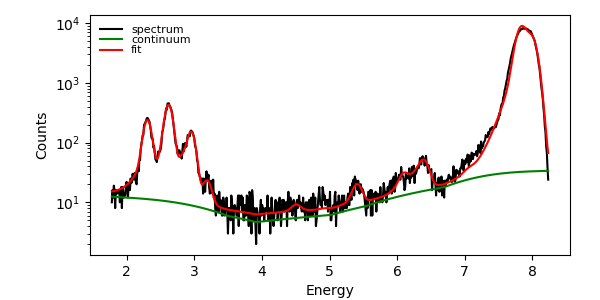 10⁴
10³
10²
10¹
Counts
spectrum
continuum
fit
2 3 4 5 6 7 8
Energy